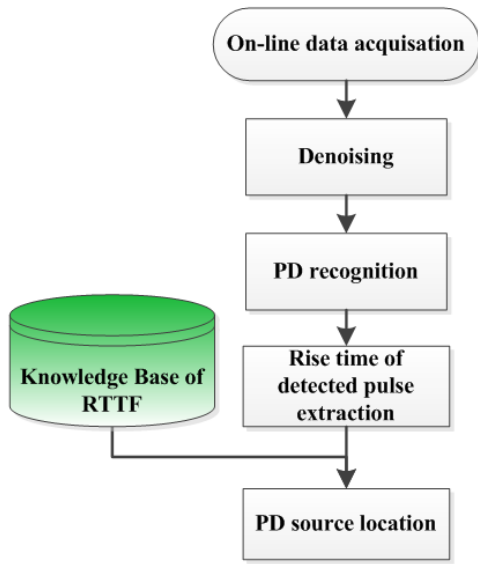 On-line data acquisation
Denoising
PD recognition
Knowledge Base of
RTTF
Rise time of
detected pulse
extraction
PD source location